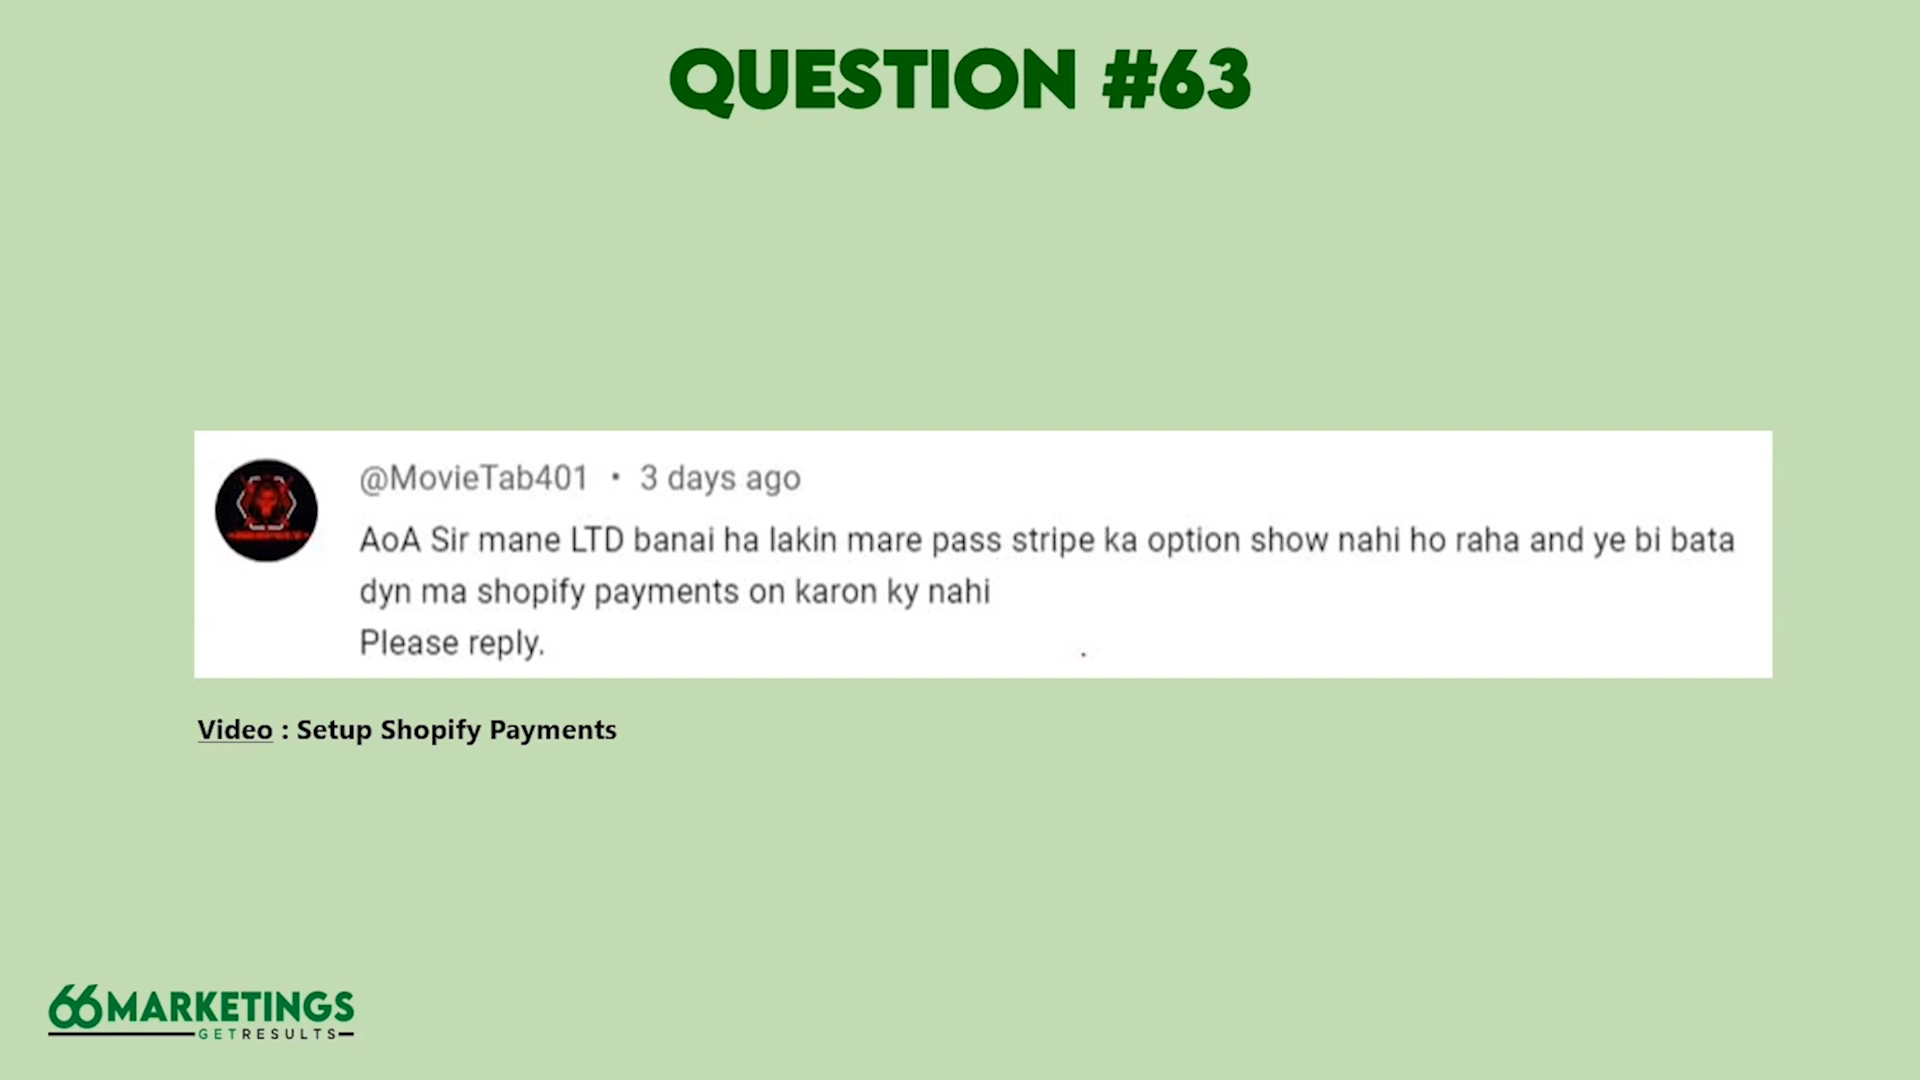 QUESTION #63
@MovieTab401 • 3 days ago
AoA Sir mane LTD banai ha lakin mare pass stripe ka option show nahi ho raha and ye bi bata
dyn ma shopify payments on karon ky nahi
Please reply.
Video : Setup Shopify Payments
66MARKETINGS
GETRESULTS